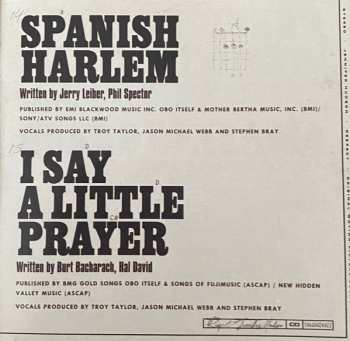 14
SPANISH
HARLEM
Written by Jerry Leiber, Phil Spector
PUBLISHED BY EMI BLACKWOOD MUSIC INC. OBO ITSELF & MOTHER BERTHA MUSIC, INC. (BMI)/
SONY/ATV SONGS LLC (BMI)
VOCALS PRODUCED BY TROY TAYLOR, JASON MICHAEL WEBB AND STEPHEN BRAY
15
I SAY
A LITTLE
PRAYER
Written by Burt Bacharach, Hal David
PUBLISHED BY BMG GOLD SONGS OBO ITSELF & SONGS OF FUJIMUSIC (ASCAP) / NEW HIDDEN
VALLEY MUSIC (ASCAP)
VOCALS PRODUCED BY TROY TAYLOR, JASON MICHAEL WEBB AND STEPHEN BRAY